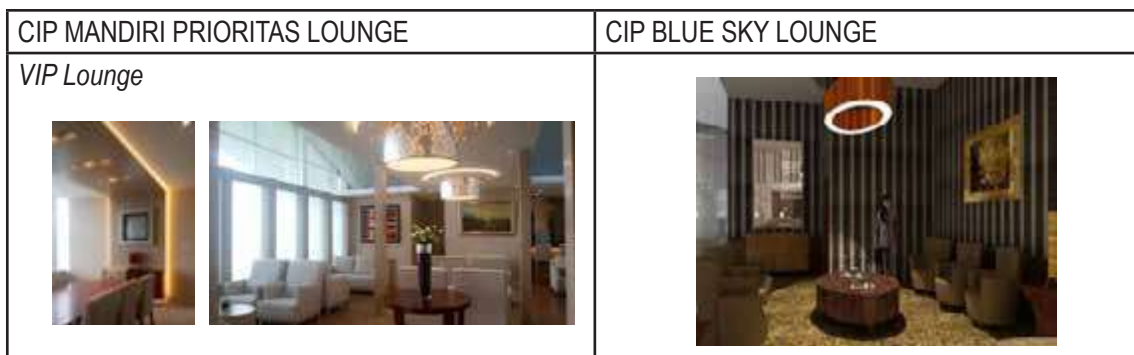 CIP MANDIRI PRIORITAS LOUNGE
CIP BLUE SKY LOUNGE
VIP Lounge